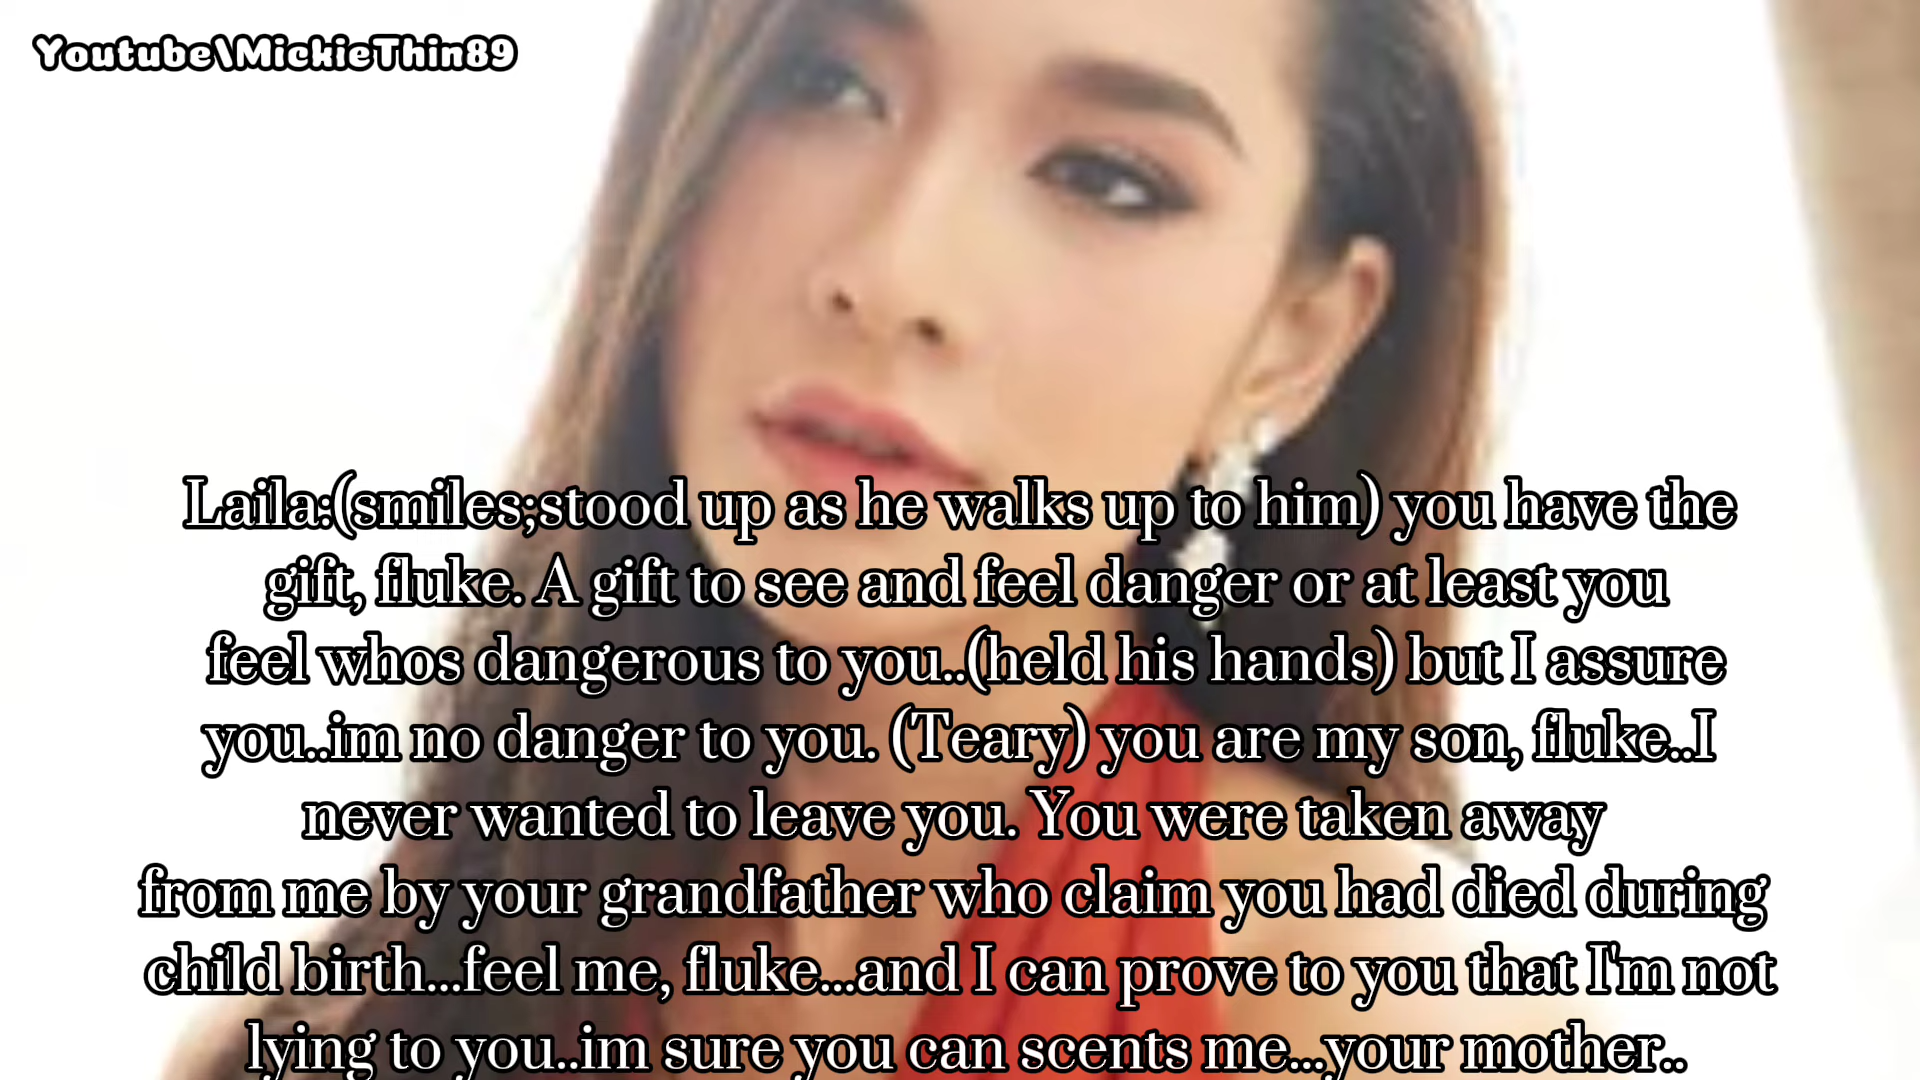 Youtube\MickieThin89
Laila:(smiles;stood up as he walks up to him) you have the
gift, fluke. A gift to see and feel danger or at least you
feel whos dangerous to you..(held his hands) but I assure
you..im no danger to you. (Teary) you are my son, fluke..I
never wanted to leave you. You were taken away
from me by your grandfather who claim you had died during
child birth...feel me, fluke...and I can prove to you that I'm not
lying to you..im sure you can scents me...your mother..